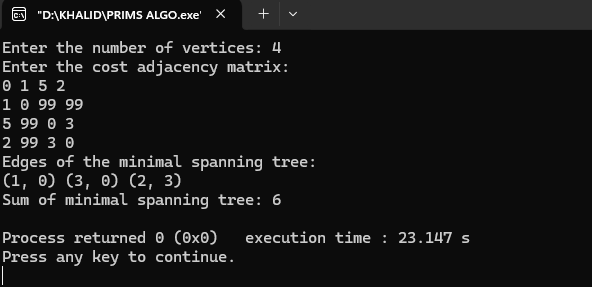 "D:\KHALID\PRIMS ALGO.exe"
Enter the number of vertices: 4
Enter the cost adjacency matrix:
0 1 5 2
1 0 99 99
5 99 0 3
2 99 3 0
Edges of the minimal spanning tree:
(1, 0) (3, 0) (2, 3)
Sum of minimal spanning tree: 6
Process returned 0 (0x0)   execution time : 23.147 s
Press any key to continue.